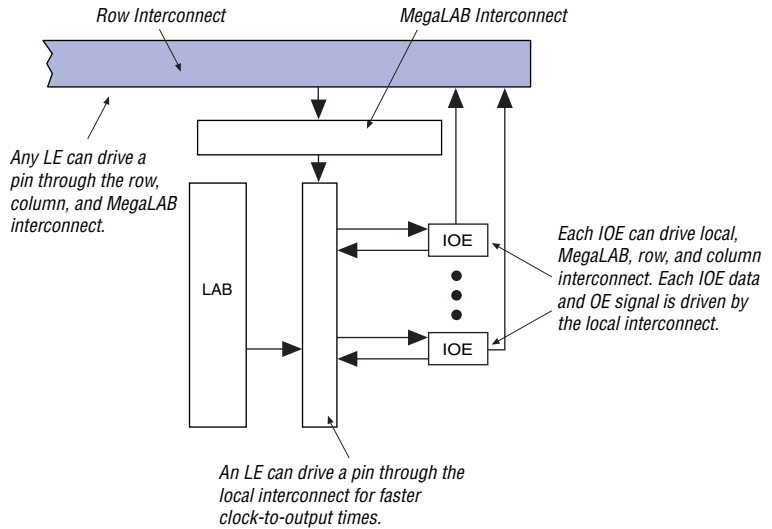 Row Interconnect
MegaLAB Interconnect
Any LE can drive a
pin through the row,
column, and MegaLAB
interconnect.
LAB
IOE
IOE
Each IOE can drive local,
MegaLAB, row, and column
interconnect. Each IOE data
and OE signal is driven by
the local interconnect.
An LE can drive a pin through the
local interconnect for faster
clock-to-output times.